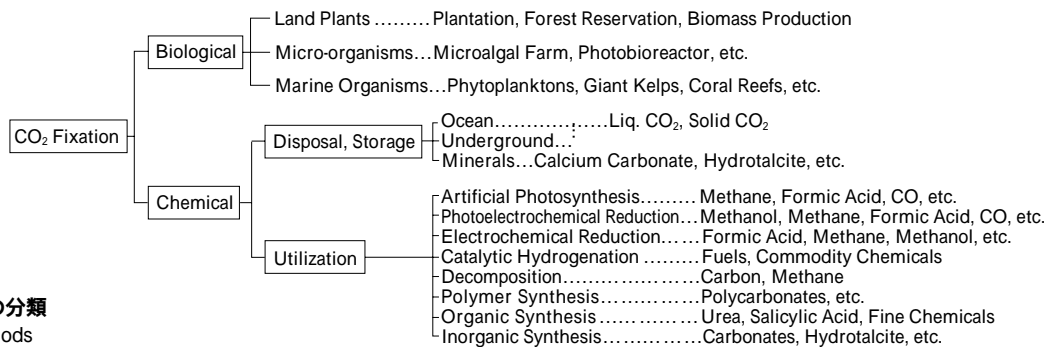 Land Plants ………Plantation, Forest Reservation, Biomass Production
Biological
Micro-organisms…Microalgal Farm, Photobioreactor, etc.
Marine Organisms…Phytoplanktons, Giant Kelps, Coral Reefs, etc.
CO₂ Fixation
Disposal, Storage
Ocean…………………Liq. CO₂, Solid CO₂
Underground…
Minerals…Calcium Carbonate, Hydrotalcite, etc.
Chemical
Utilization
Artificial Photosynthesis……… Methane, Formic Acid, CO, etc.
Photoelectrochemical Reduction… Methanol, Methane, Formic Acid, CO, etc.
Electrochemical Reduction…… Formic Acid, Methane, Methanol, etc.
Catalytic Hydrogenation ………Fuels, Commodity Chemicals
Decomposition………………… Carbon, Methane
Polymer Synthesis……………Polycarbonates, etc.
Organic Synthesis……………Urea, Salicylic Acid, Fine Chemicals
Inorganic Synthesis……………Carbonates, Hydrotalcite, etc.
の分類
ods